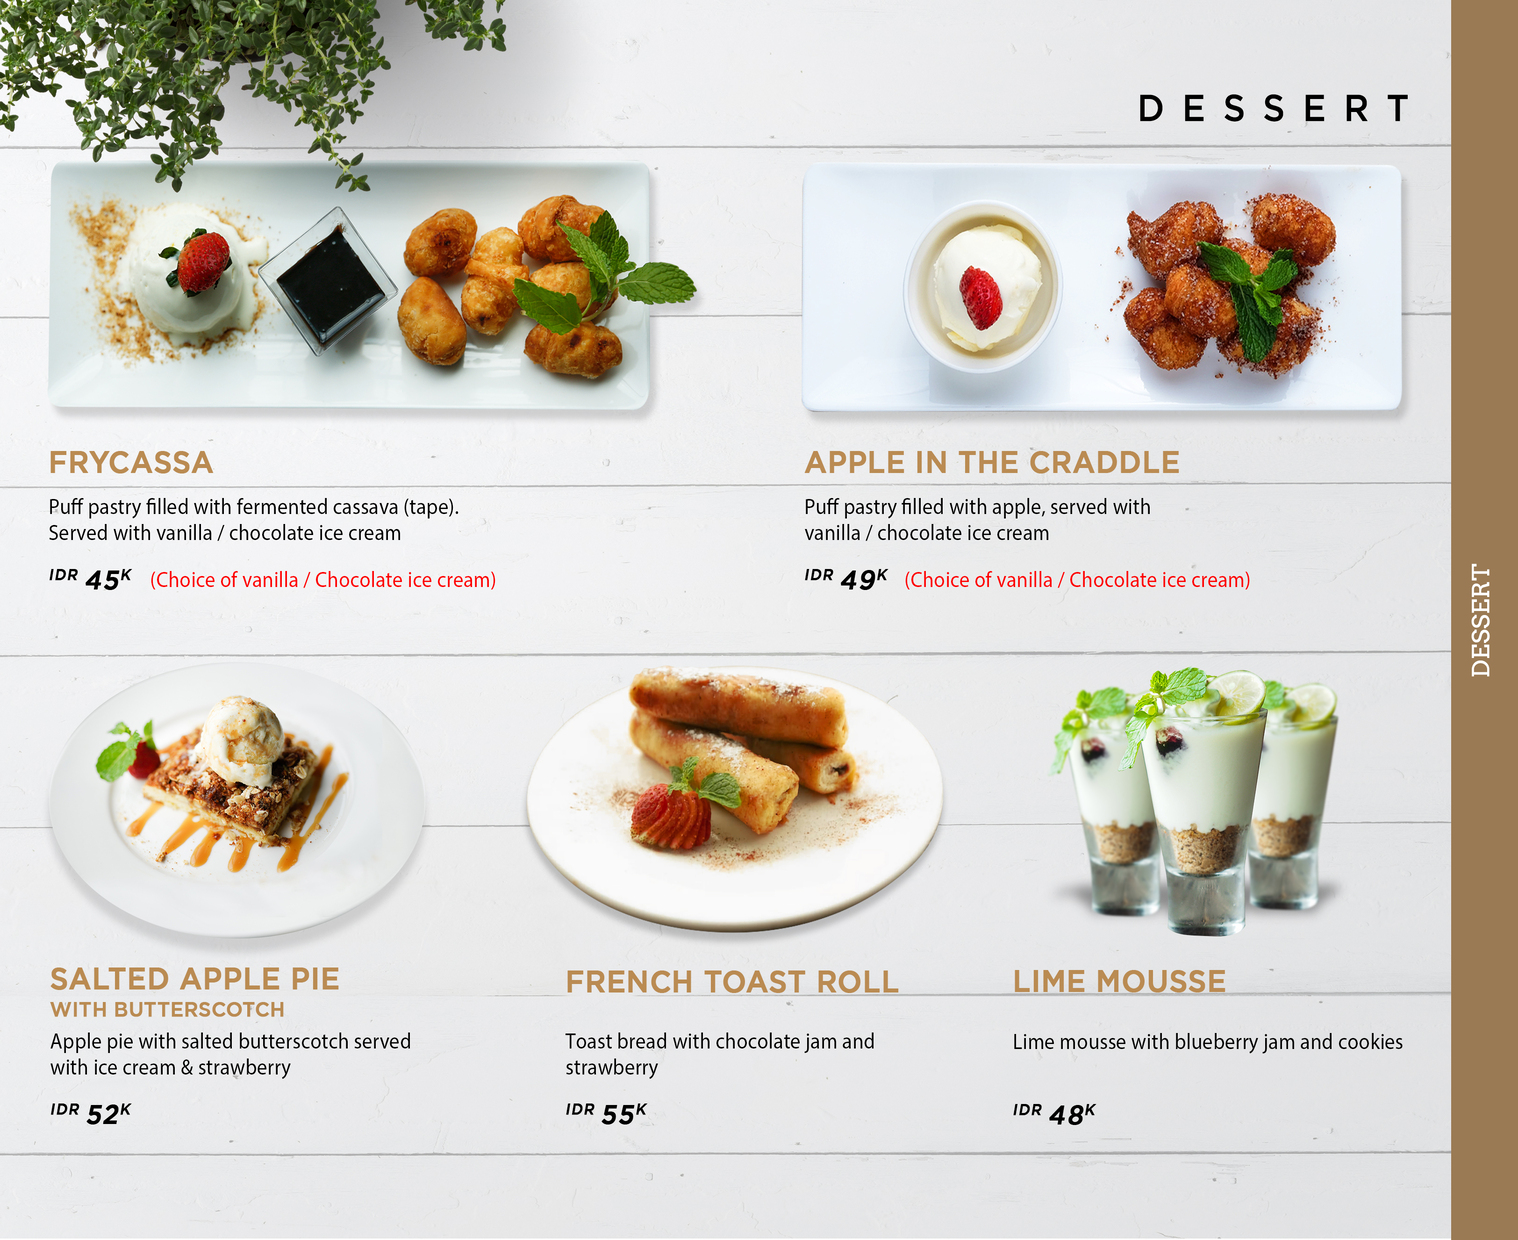 DESSERT
FRYCASSA
Puff pastry filled with fermented cassava (tape).
Served with vanilla / chocolate ice cream
IDR 45K (Choice of vanilla / Chocolate ice cream)
APPLE IN THE CRADDLE
Puff pastry filled with apple, served with
vanilla / chocolate ice cream
IDR 49K (Choice of vanilla / Chocolate ice cream)
SALTED APPLE PIE
WITH BUTTERSCOTCH
Apple pie with salted butterscotch served
with ice cream & strawberry
IDR 52K
FRENCH TOAST ROLL
Toast bread with chocolate jam and
strawberry
IDR 55K
LIME MOUSSE
Lime mousse with blueberry jam and cookies
IDR 48K
DESSERT